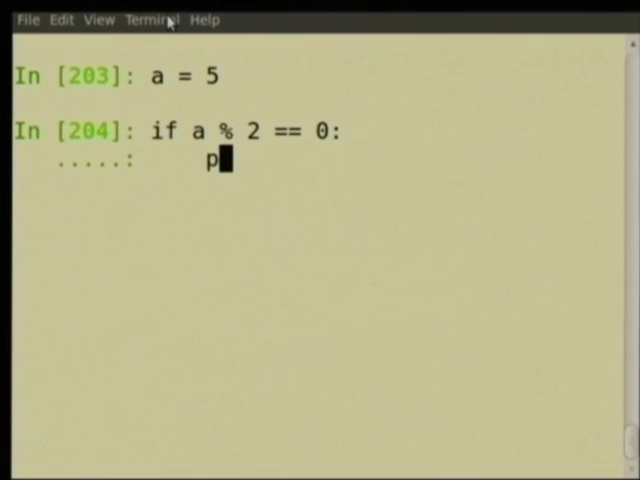 File Edit View Terminal Help
In [203]: a = 5
In [204]: if a % 2 == 0:
.....: p